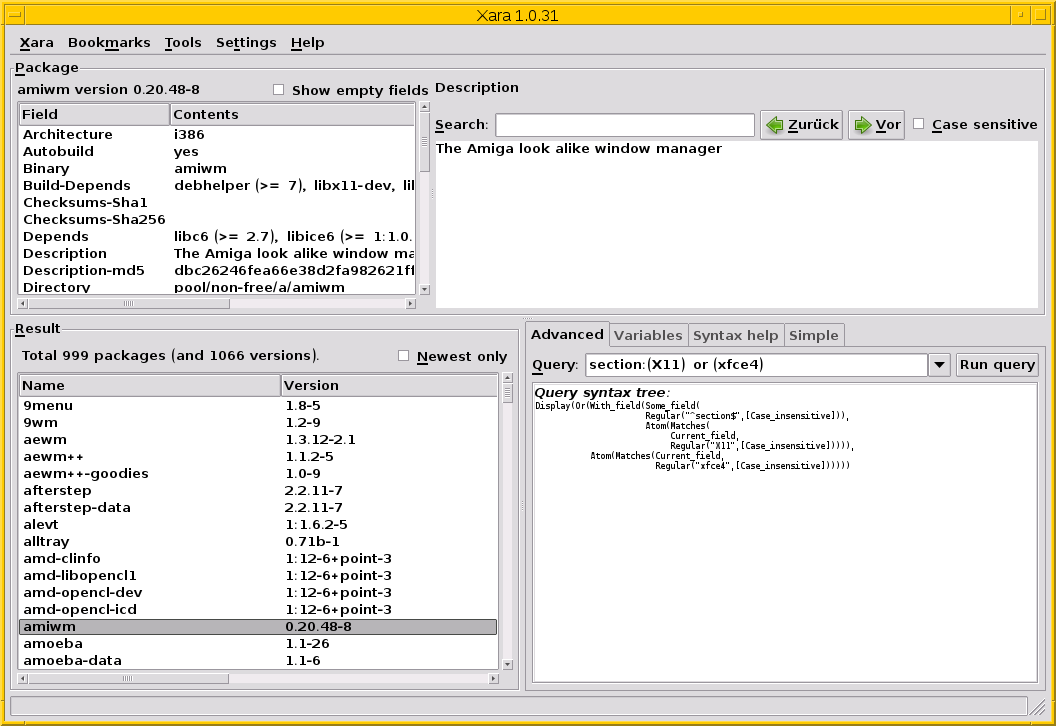 Xara 1.0.31
Xara Bookmarks Tools Settings Help
Package
amiwm version 0.20.48-8
Show empty fields
Field Contents
Architecture i386
Autobuild yes
Binary amiwm
Build-Depends debhelper (>= 7), libx11-dev, lil
Checksums-Sha1
Checksums-Sha256
Depends libc6 (>= 2.7), libice6 (>= 1:1.0.
Description The Amiga look alike window ma
Description-md5 dbc26246fea66e38d2fa982621ff
Directory pool/non-free/a/amiwm
Description
Search: Zurück Vor Case sensitive
The Amiga look alike window manager
Result
Total 999 packages (and 1066 versions). Newest only
Name Version
9menu 1.8-5
9wm 1.2-9
aewm 1.3.12-2.1
aewm++ 1.1.2-5
aewm++-goodies 1.0-9
afterstep 2.2.11-7
afterstep-data 2.2.11-7
alevt 1:1.6.2-5
alltray 0.71b-1
amd-clinfo 1:12-6+point-3
amd-libopencl1 1:12-6+point-3
amd-opencl-dev 1:12-6+point-3
amd-opencl-icd 1:12-6+point-3
amiwm 0.20.48-8
amoeba 1.1-26
amoeba-data 1.1-6
Advanced Variables Syntax help Simple
Query: section:(X11) or (xfce4) Run query
Query syntax tree:
Display(Or(With_field(Some_field(
Regular("^section$",[Case_insensitive])),
Atom(Matches(
Current_field,
Regular("X11",[Case_insensitive])))),
Atom(Matches(Current_field,
Regular("xfce4",[Case_insensitive])))))